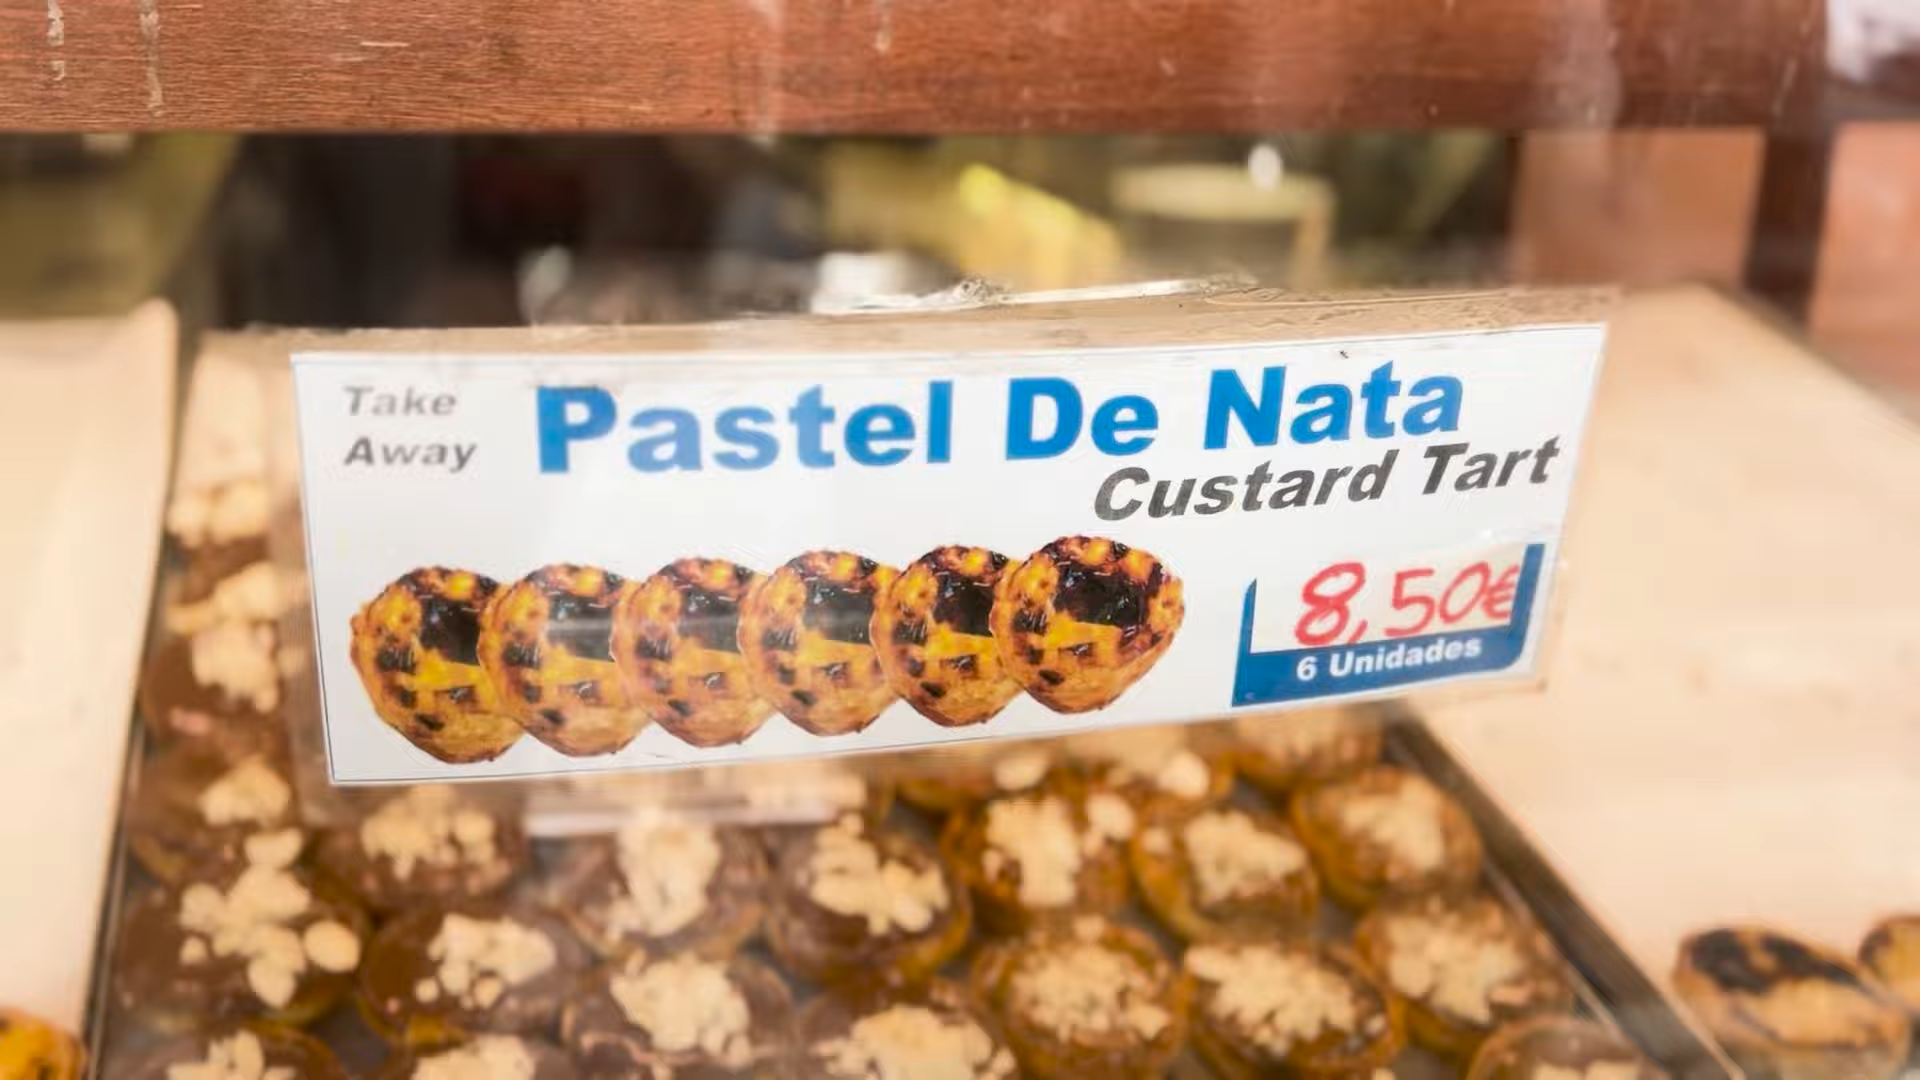 Take
Away
Pastel De Nata
Custard Tart
8,50€
6 Unidades